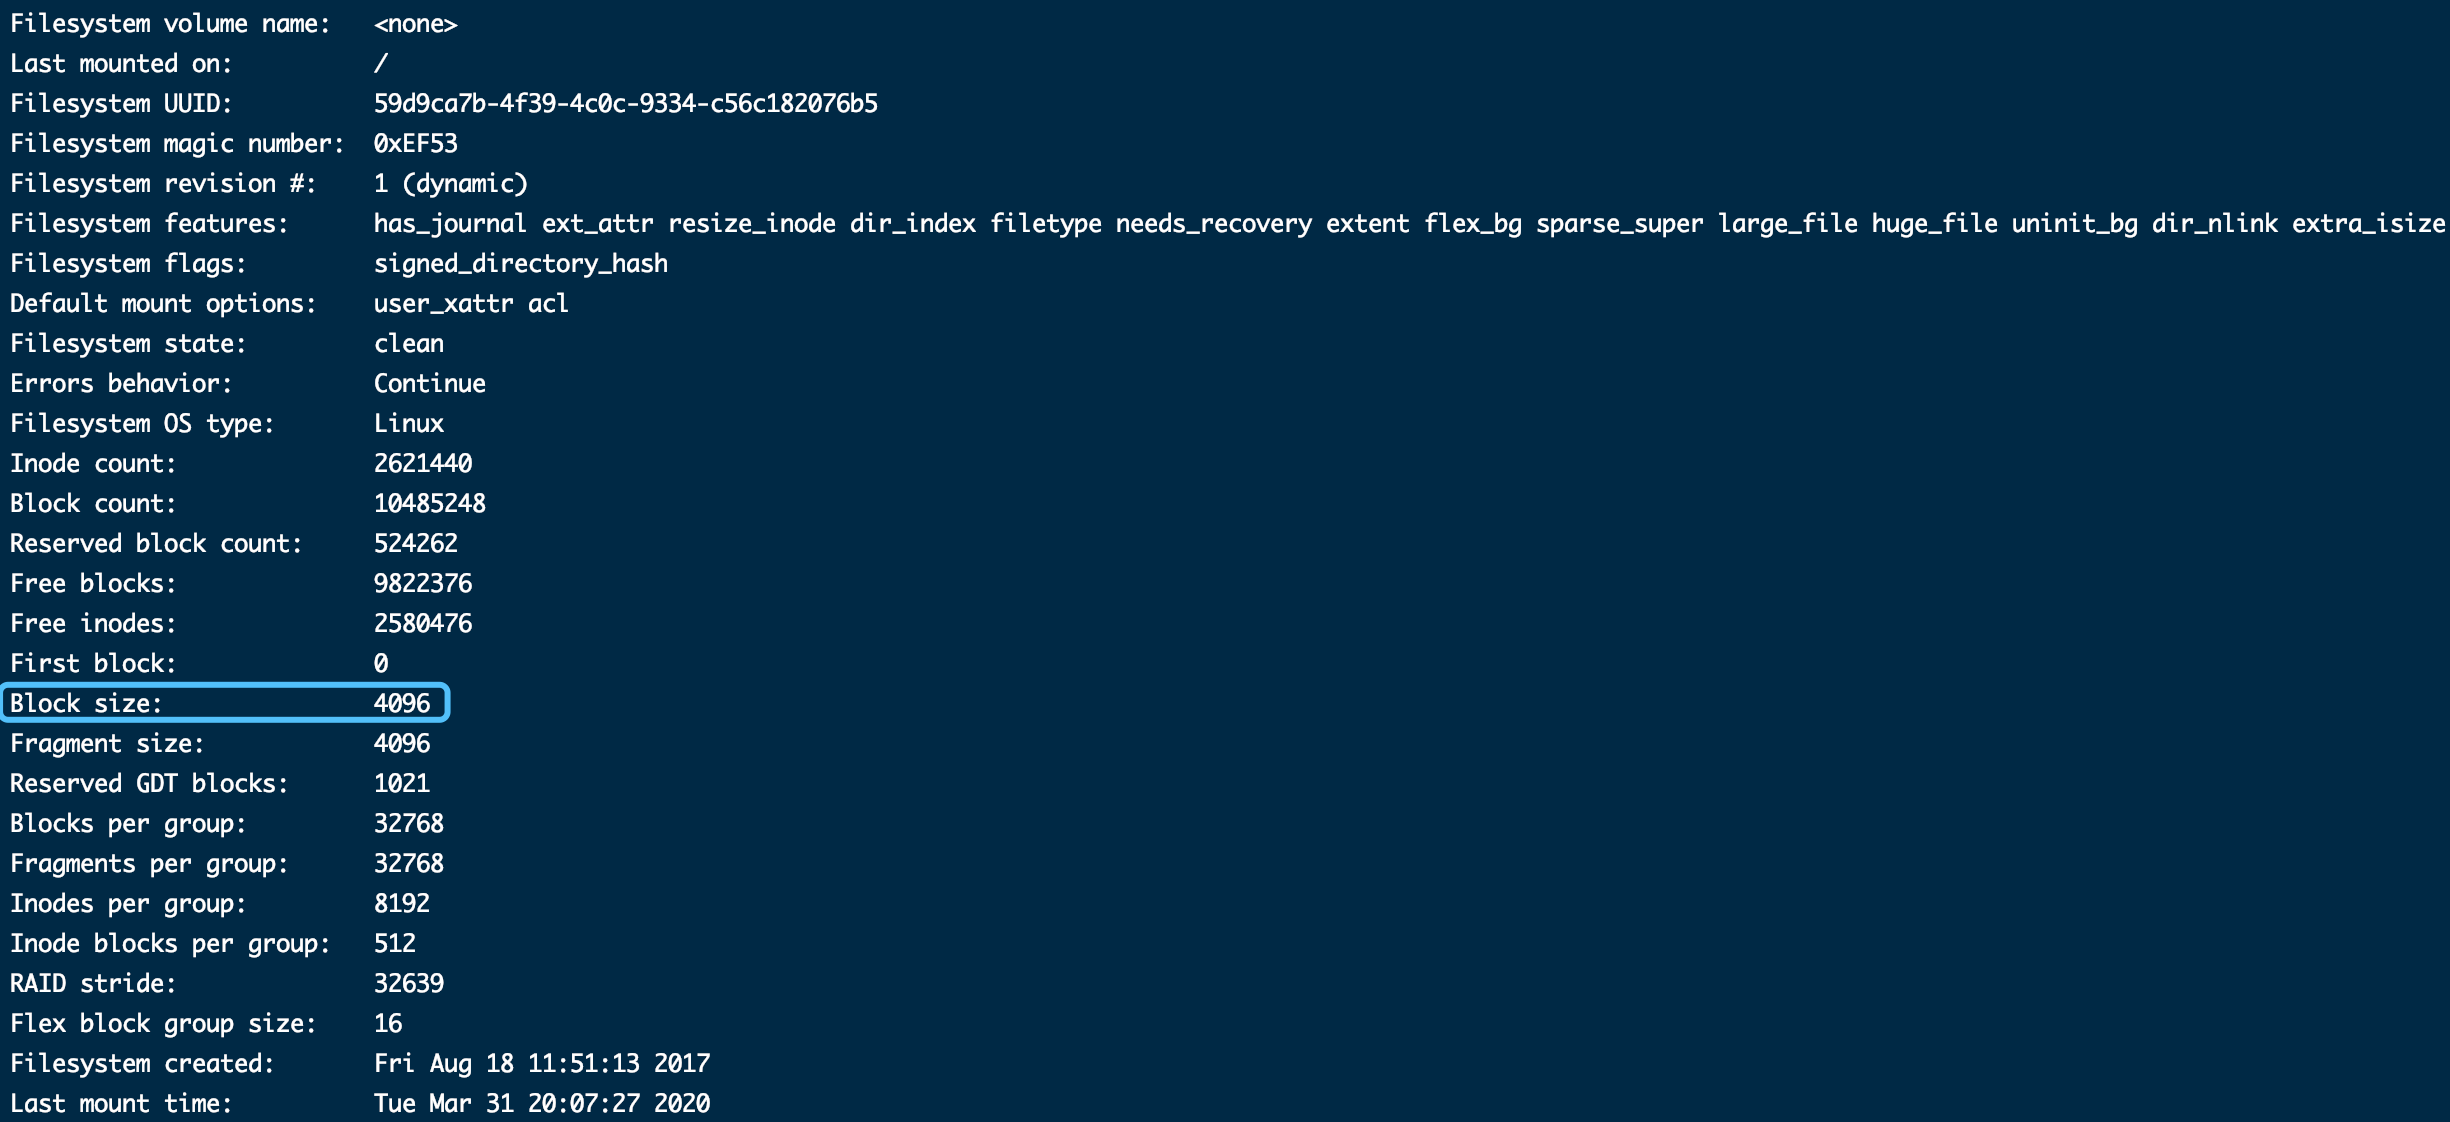 Filesystem volume name:   <none>
Last mounted on:          /
Filesystem UUID:          59d9ca7b-4f39-4c0c-9334-c56c182076b5
Filesystem magic number:  0xEF53
Filesystem revision #:    1 (dynamic)
Filesystem features:      has_journal ext_attr resize_inode dir_index filetype needs_recovery extent flex_bg sparse_super large_file huge_file uninit_bg dir_nlink extra_isize
Filesystem flags:         signed_directory_hash
Default mount options:    user_xattr acl
Filesystem state:         clean
Errors behavior:          Continue
Filesystem OS type:       Linux
Inode count:              2621440
Block count:              10485248
Reserved block count:     524262
Free blocks:              9822376
Free inodes:              2580476
First block:              0
Block size:               4096
Fragment size:            4096
Reserved GDT blocks:      1021
Blocks per group:         32768
Fragments per group:      32768
Inodes per group:         8192
Inode blocks per group:   512
RAID stride:              32639
Flex block group size:    16
Filesystem created:       Fri Aug 18 11:51:13 2017
Last mount time:          Tue Mar 31 20:07:27 2020